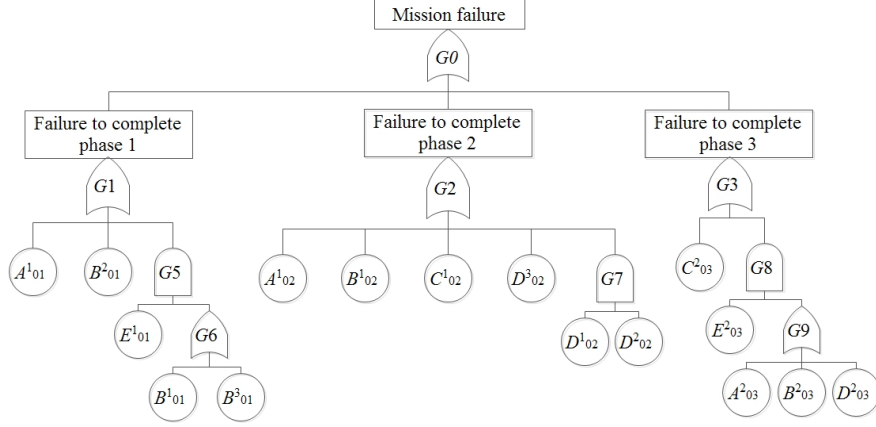 Mission failure
G0
Failure to complete
phase 1
Failure to complete
phase 2
Failure to complete
phase 3
G1
G2
G3
A¹₀₁
B²₀₁
G5
A¹₀₂
B¹₀₂
C¹₀₂
D³₀₂
G7
C²₀₃
G8
E¹₀₁
G6
D¹₀₂
D²₀₂
E²₀₃
G9
B¹₀₁
B³₀₁
A²₀₃
B²₀₃
D²₀₃